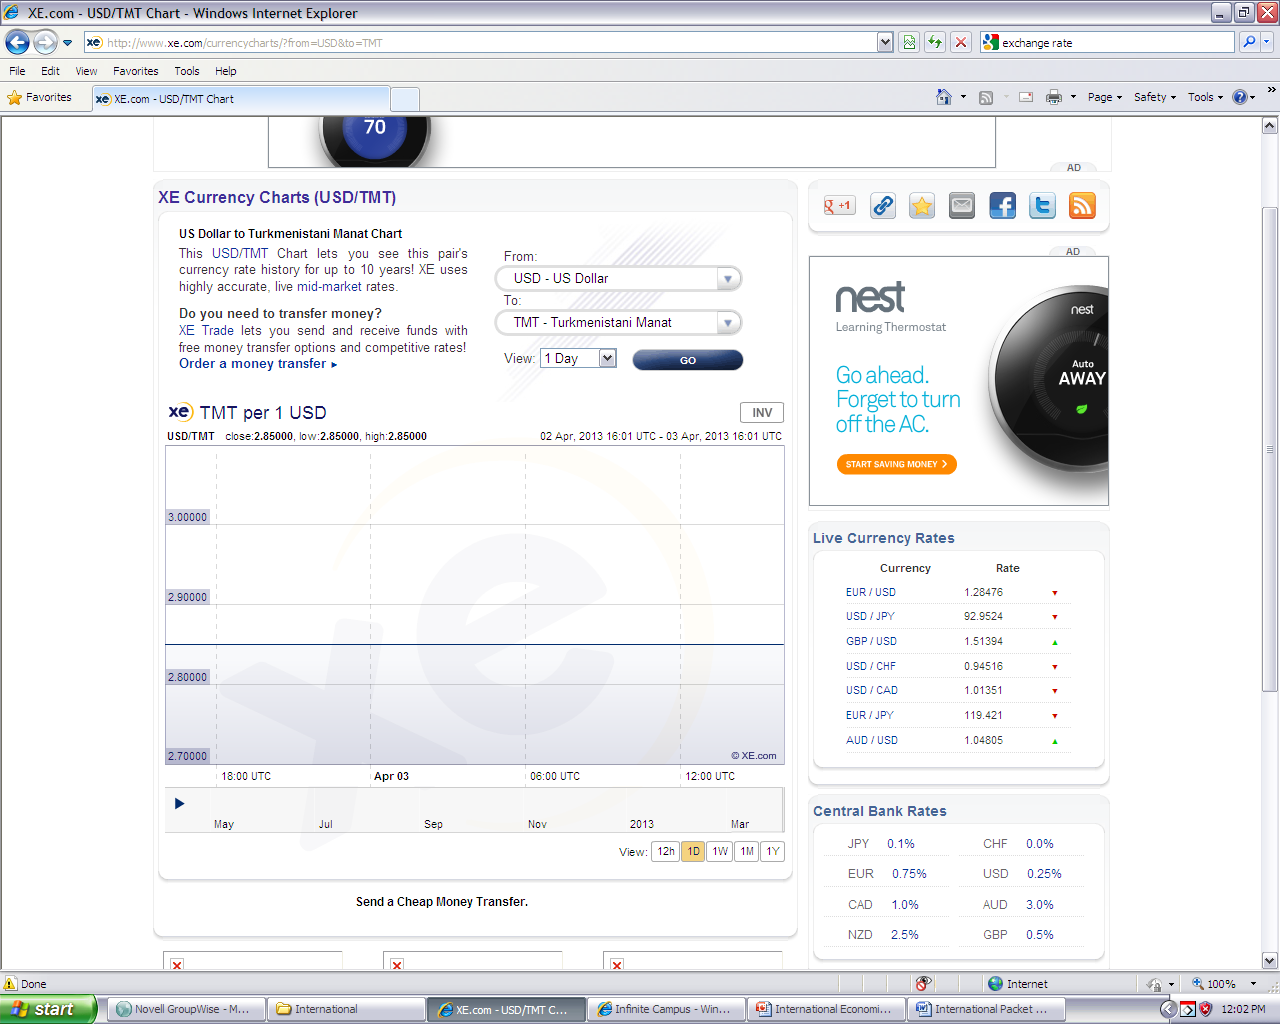 XE.com - USD/TMT Chart - Windows Internet Explorer
http://www.xe.com/currencycharts/?from=USD&to=TMT
exchange rate
File Edit View Favorites Tools Help
Favorites
XE.com - USD/TMT Chart
Page Safety Tools
70
AD
XE Currency Charts (USD/TMT)
US Dollar to Turkmenistani Manat Chart
This USD/TMT Chart lets you see this pair's
currency rate history for up to 10 years! XE uses
highly accurate, live mid-market rates.
Do you need to transfer money?
XE Trade lets you send and receive funds with
free money transfer options and competitive rates!
Order a money transfer ►
From:
USD - US Dollar
To:
TMT - Turkmenistani Manat
View: 1 Day GO
xe TMT per 1 USD
INV
USD/TMT close:2.85000, low:2.85000, high:2.85000
02 Apr, 2013 16:01 UTC - 03 Apr, 2013 16:01 UTC
3.00000
2.90000
2.80000
2.70000
© XE.com
18:00 UTC Apr 03 06:00 UTC 12:00 UTC
May Jul Sep Nov 2013 Mar
View: 12h 1D 1W 1M 1Y
Send a Cheap Money Transfer.
g +1
AD
nest
Learning Thermostat
Go ahead.
Forget to turn
off the AC.
START SAVING MONEY >
nest
Auto
AWAY
Live Currency Rates
Currency Rate
EUR / USD 1.28476 ▼
USD / JPY 92.9524 ▼
GBP / USD 1.51394 ▲
USD / CHF 0.94516 ▼
USD / CAD 1.01351 ▼
EUR / JPY 119.421 ▼
AUD / USD 1.04805 ▲
Central Bank Rates
JPY 0.1% CHF 0.0%
EUR 0.75% USD 0.25%
CAD 1.0% AUD 3.0%
NZD 2.5% GBP 0.5%
Done
Internet
100%
start
Novell GroupWise - M...
International
XE.com - USD/TMT C...
Infinite Campus - Win...
International Economi...
International Packet ...
12:02 PM